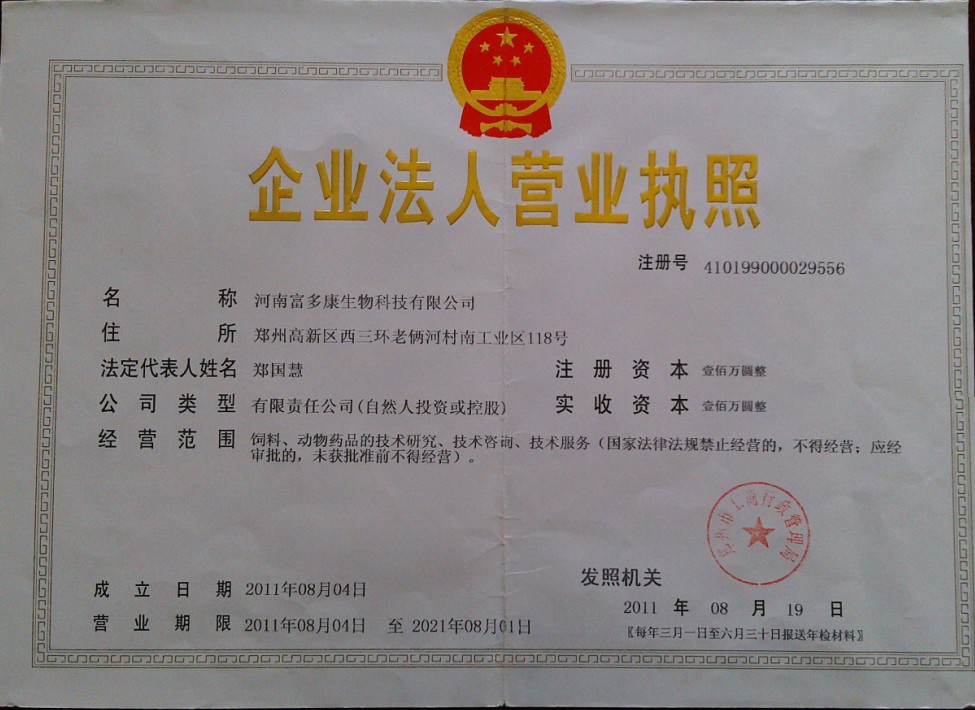 企业法人营业执照
注册号 410199000029556
名称 河南富多康生物科技有限公司
住所 郑州高新区西三环老俩河村南工业区118号
法定代表人姓名 郑国慧 注册资本 壹佰万圆整
公司类型 有限责任公司(自然人投资或控股) 实收资本 壹佰万圆整
经营范围 饲料、动物药品的技术研究、技术咨询、技术服务（国家法律法规禁止经营的，不得经营；应经
审批的，未获批准前不得经营）。
郑州市工商行政管理局
成立日期 2011年08月04日 发照机关
营业期限 2011年08月04日 至 2021年08月01日 2011 年 08 月 19 日
〖每年三月一日至六月三十日报送年检材料〗